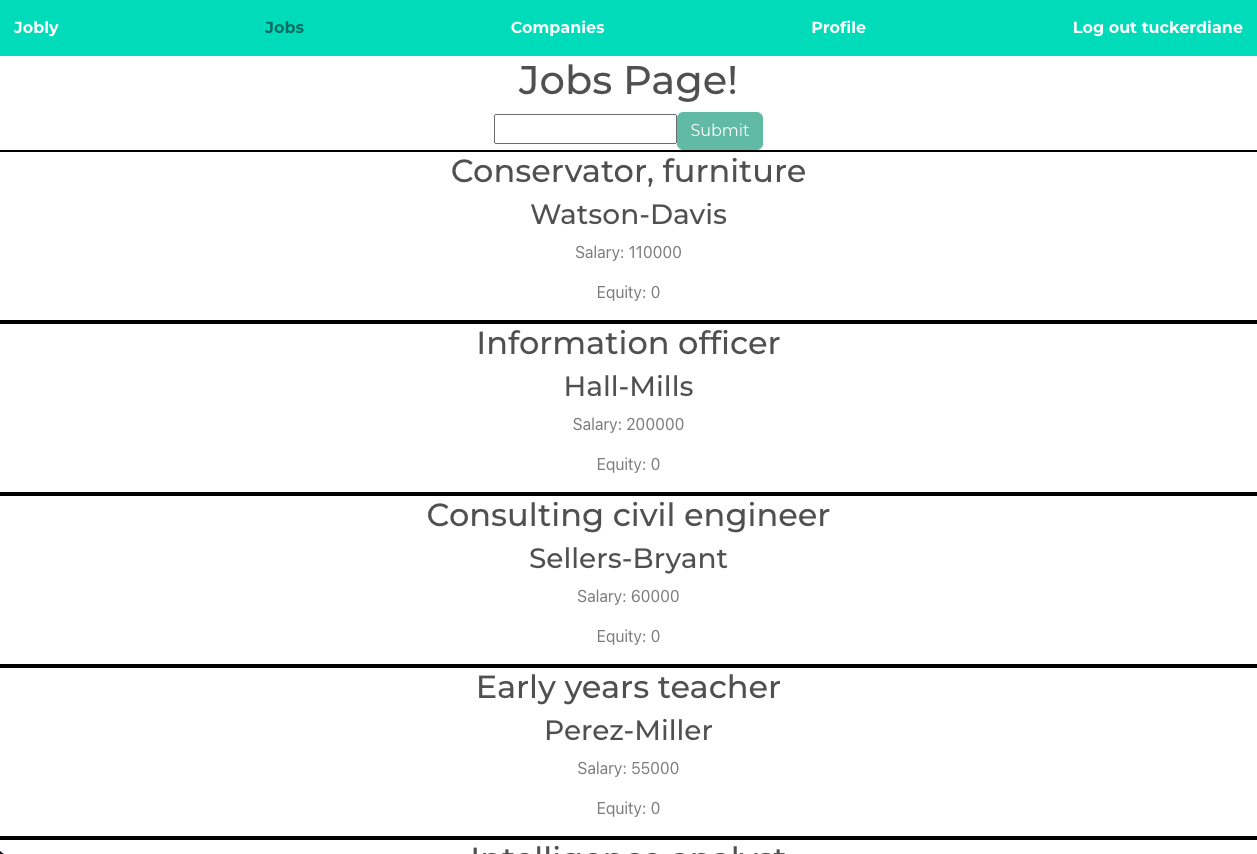 Jobly Jobs Companies Profile Log out tuckerdiane
Jobs Page!
Submit
Conservator, furniture
Watson-Davis
Salary: 110000
Equity: 0
Information officer
Hall-Mills
Salary: 200000
Equity: 0
Consulting civil engineer
Sellers-Bryant
Salary: 60000
Equity: 0
Early years teacher
Perez-Miller
Salary: 55000
Equity: 0
Intelligence analyst